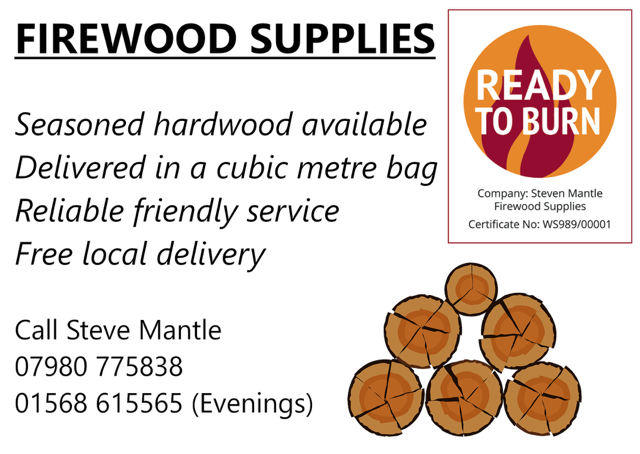 FIREWOOD SUPPLIES
READY
TO BURN
Company: Steven Mantle
Firewood Supplies
Certificate No: WS989/00001
Seasoned hardwood available
Delivered in a cubic metre bag
Reliable friendly service
Free local delivery
Call Steve Mantle
07980 775838
01568 615565 (Evenings)